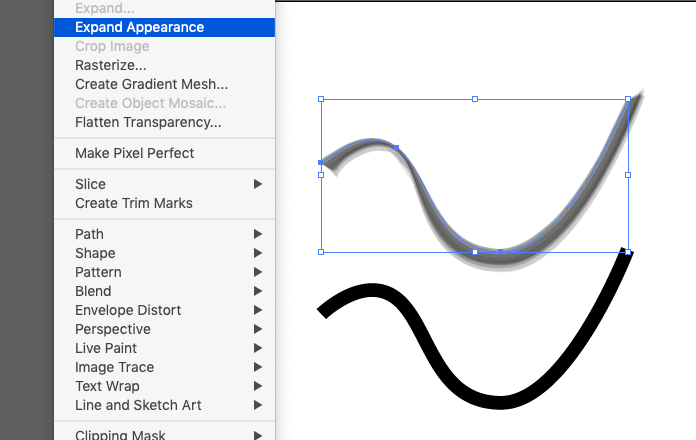 Expand...
Expand Appearance
Crop Image
Rasterize...
Create Gradient Mesh...
Create Object Mosaic...
Flatten Transparency...
Make Pixel Perfect
Slice
Create Trim Marks
Path
Shape
Pattern
Blend
Envelope Distort
Perspective
Live Paint
Image Trace
Text Wrap
Line and Sketch Art
Clipping Mask